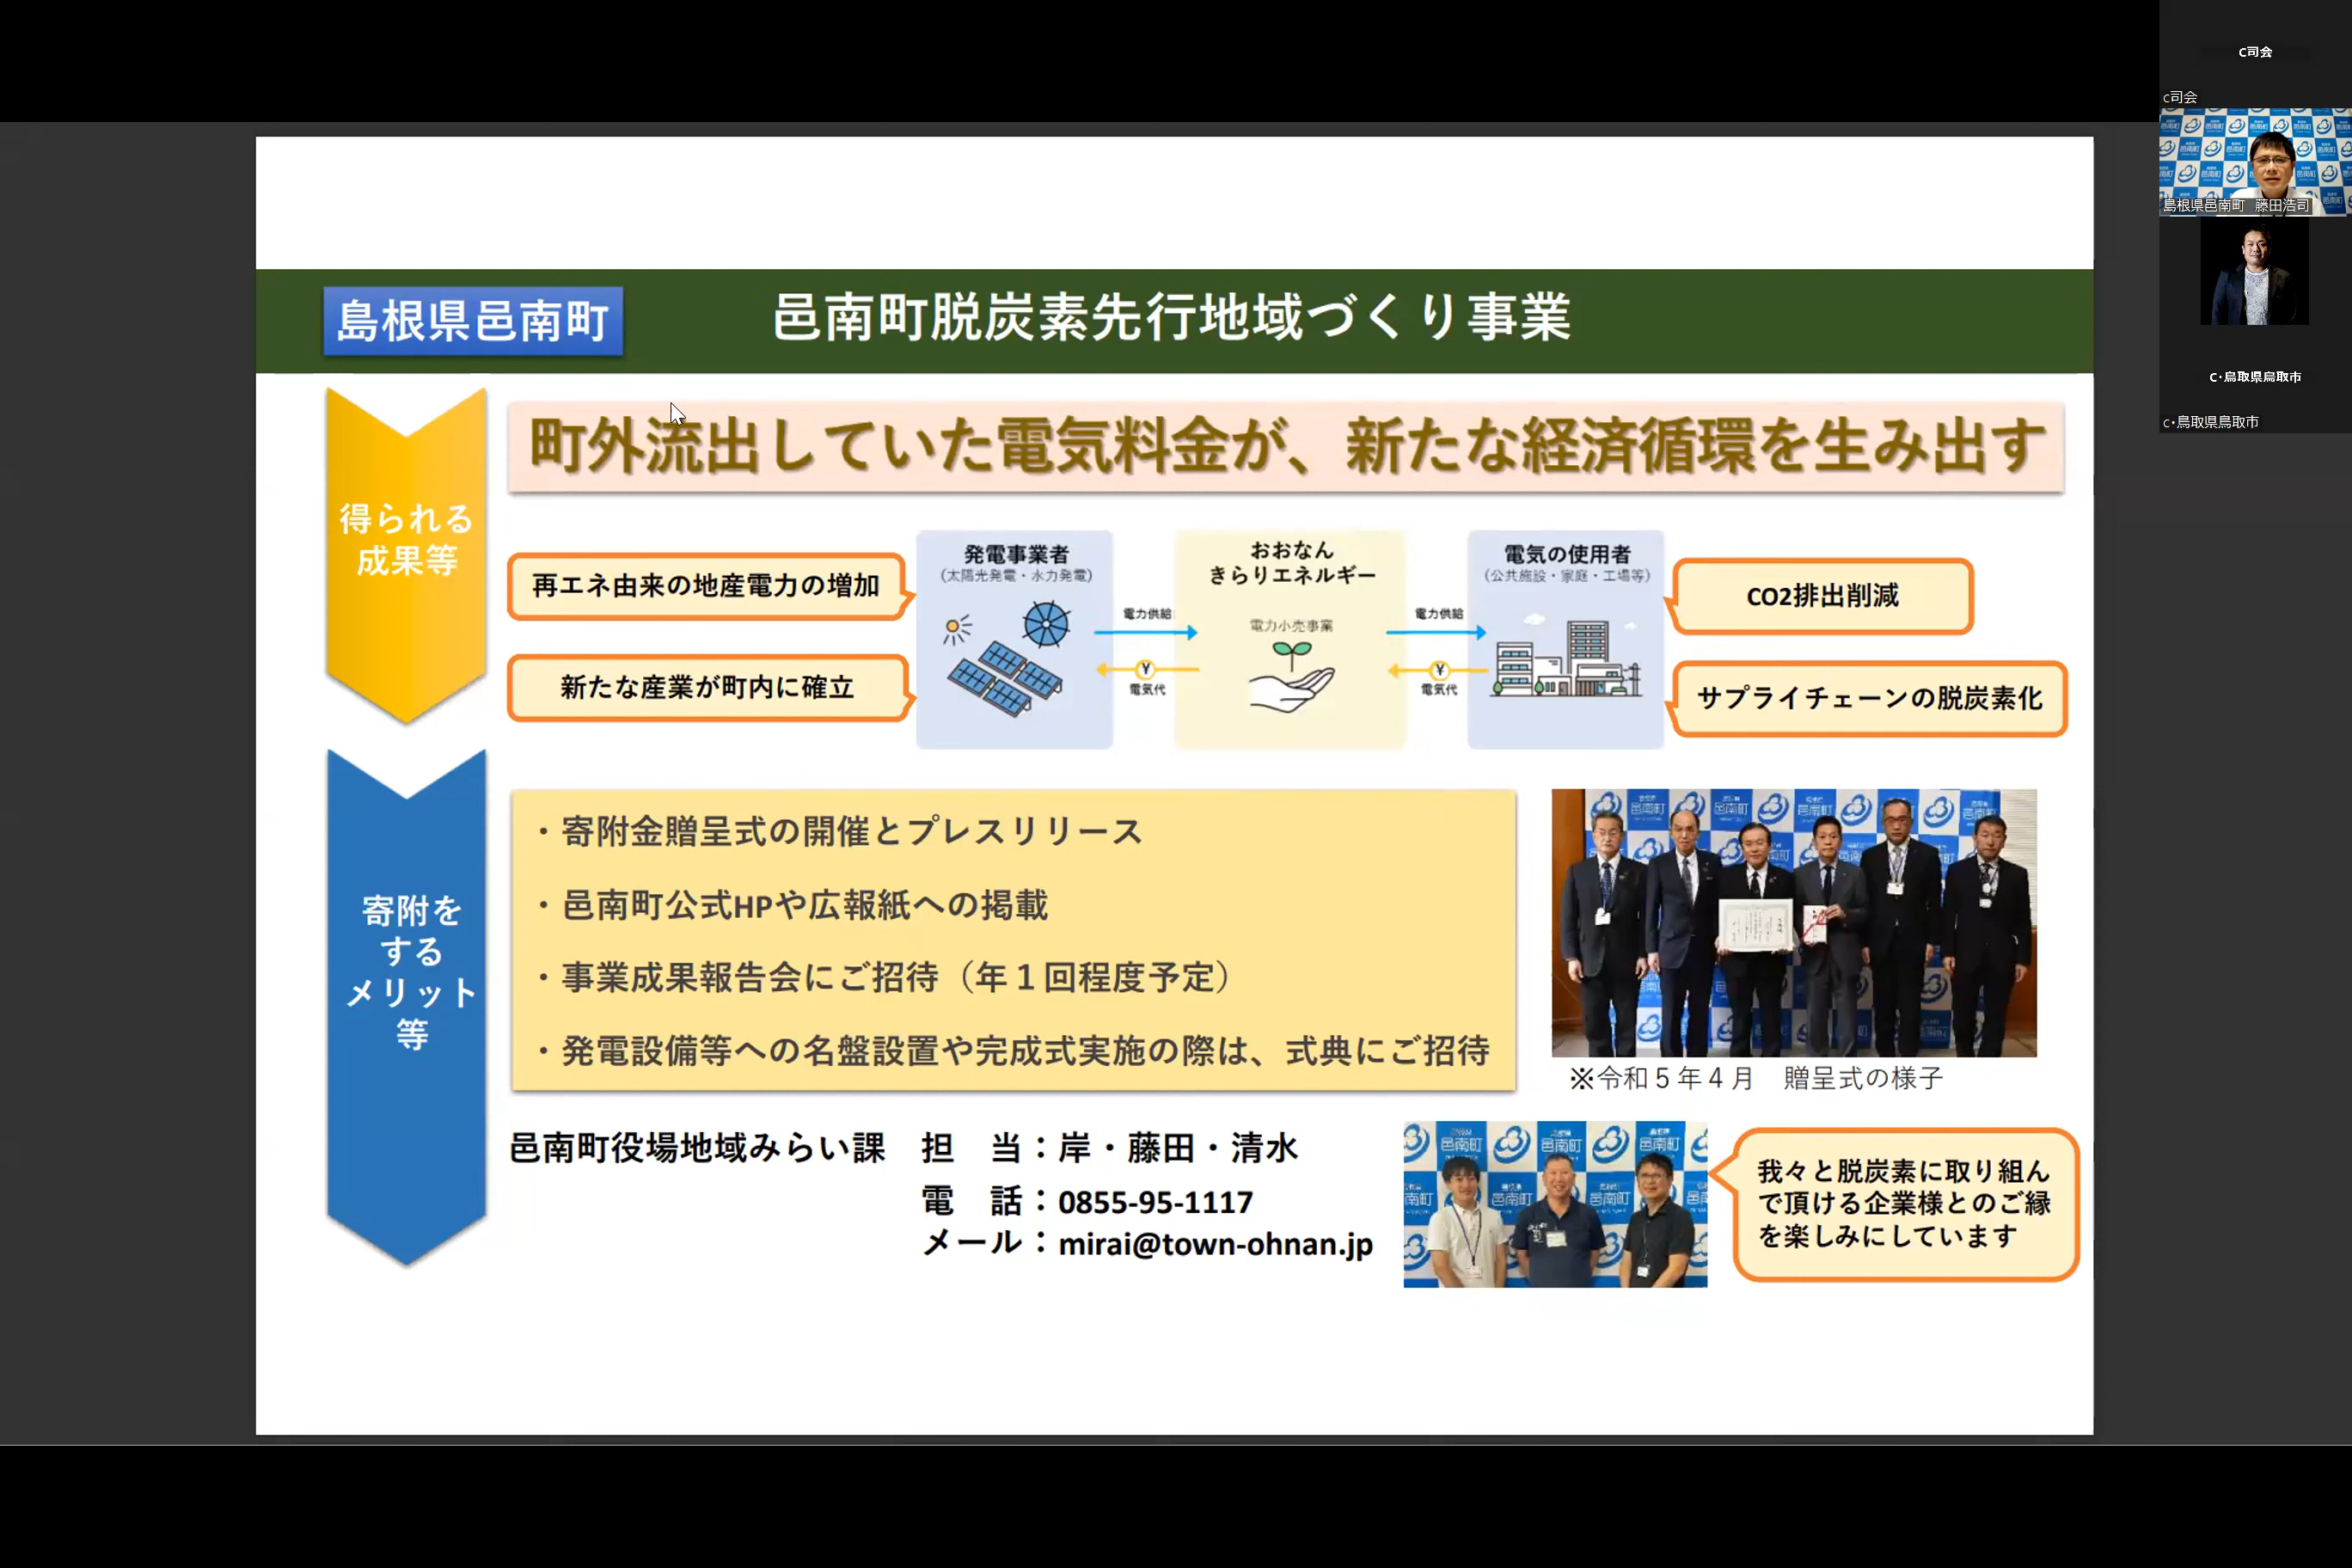 島根県邑南町
邑南町脱炭素先行地域づくり事業
得られる
成果等
町外流出していた電気料金が、新たな経済循環を生み出す
再エネ由来の地産電力の増加
新たな産業が町内に確立
発電事業者
(太陽光発電・水力発電)
電力供給
¥
電気代
おおなん
きらりエネルギー
電力小売事業
電力供給
¥
電気代
電気の使用者
(公共施設・家庭・工場等)
CO2排出削減
サプライチェーンの脱炭素化
寄附を
する
メリット
等
・寄附金贈呈式の開催とプレスリリース
・邑南町公式HPや広報紙への掲載
・事業成果報告会にご招待（年１回程度予定）
・発電設備等への名盤設置や完成式実施の際は、式典にご招待
邑南町
※令和５年４月　贈呈式の様子
邑南町役場地域みらい課　担　当：岸・藤田・清水
電　話：0855-95-1117
メール：mirai@town-ohnan.jp
邑南町
我々と脱炭素に取り組ん
で頂ける企業様とのご縁
を楽しみにしています
c司会
c司会
邑南町
島根県邑南町　藤田浩司
c・鳥取県鳥取市
c・鳥取県鳥取市